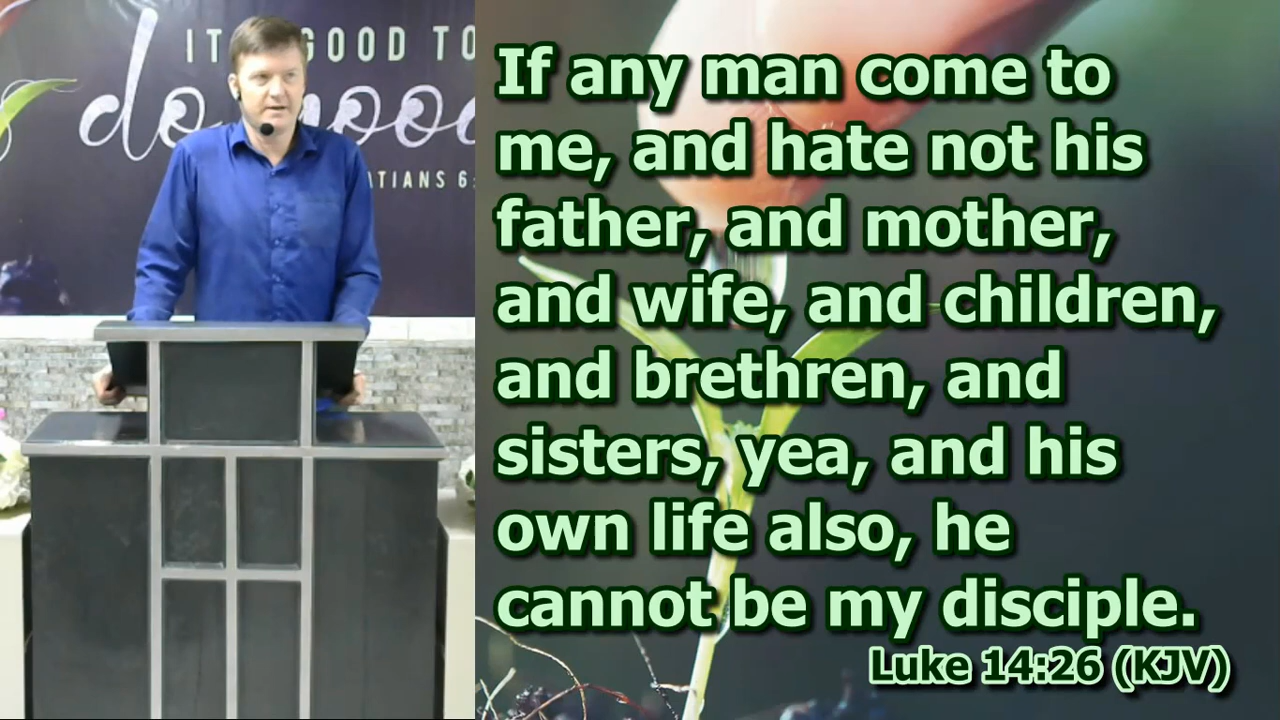 IT GOOD TO
do good
ATIANS 6:
If any man come to
me, and hate not his
father, and mother,
and wife, and children,
and brethren, and
sisters, yea, and his
own life also, he
cannot be my disciple.
Luke 14:26 (KJV)